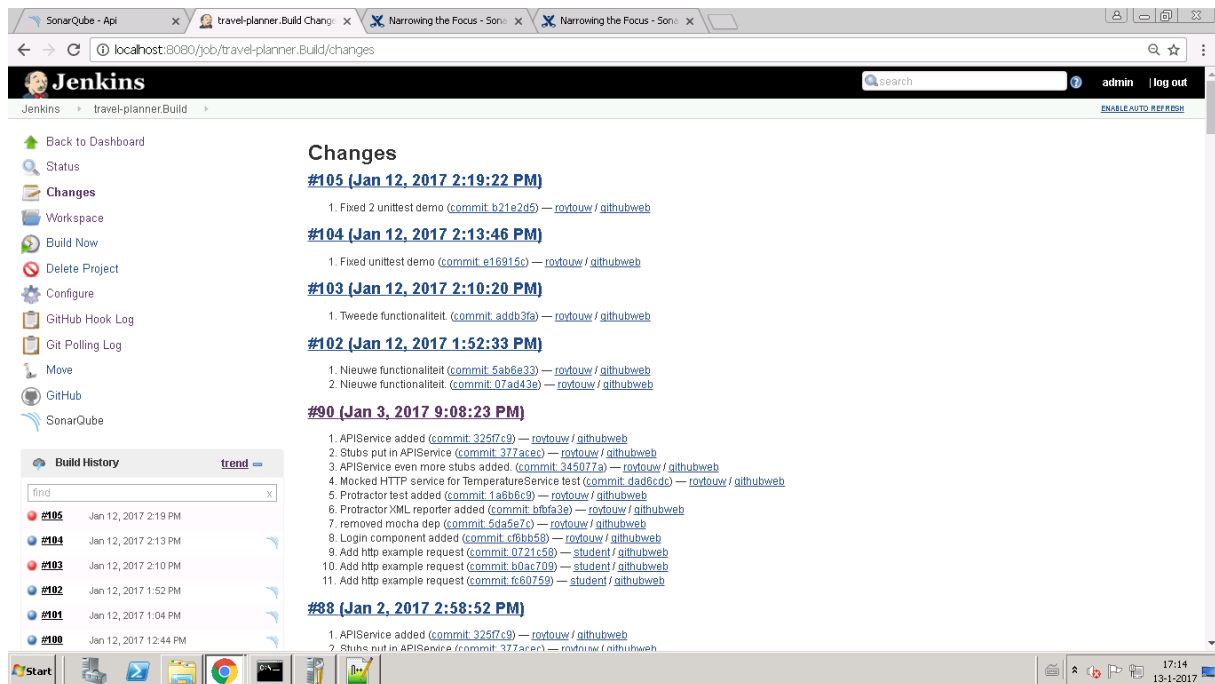 SonarQube - Api
travel-planner.Build Change
Narrowing the Focus - Sona
Narrowing the Focus - Sona
localhost:8080/job/travel-planner.Build/changes
Jenkins
search
admin
| log out
Jenkins
travel-planner.Build
ENABLE AUTO REFRESH
Back to Dashboard
Status
Changes
Workspace
Build Now
Delete Project
Configure
GitHub Hook Log
Git Polling Log
Move
GitHub
SonarQube
Build History
trend
find
x
#105 Jan 12, 2017 2:19 PM
#104 Jan 12, 2017 2:13 PM
#103 Jan 12, 2017 2:10 PM
#102 Jan 12, 2017 1:52 PM
#101 Jan 12, 2017 1:04 PM
#100 Jan 12, 2017 12:44 PM
Changes
#105 (Jan 12, 2017 2:19:22 PM)
1. Fixed 2 unittest demo (commit: b21e2d5) — roytouw / githubweb
#104 (Jan 12, 2017 2:13:46 PM)
1. Fixed unittest demo (commit: e16915c) — roytouw / githubweb
#103 (Jan 12, 2017 2:10:20 PM)
1. Tweede functionaliteit. (commit: addb3fa) — roytouw / githubweb
#102 (Jan 12, 2017 1:52:33 PM)
1. Nieuwe functionaliteit (commit: 5ab6e33) — roytouw / githubweb
2. Nieuwe functionaliteit. (commit: 07ad43e) — roytouw / githubweb
#90 (Jan 3, 2017 9:08:23 PM)
1. APIService added (commit: 325f7c9) — roytouw / githubweb
2. Stubs put in APIService (commit: 377acec) — roytouw / githubweb
3. APIService even more stubs added. (commit: 345077a) — roytouw / githubweb
4. Mocked HTTP service for TemperatureService test (commit: dad6cdc) — roytouw / githubweb
5. Protractor test added (commit: 1a6b6c9) — roytouw / githubweb
6. Protractor XML reporter added (commit: bfbfa3e) — roytouw / githubweb
7. removed mocha dep (commit: 5da5e7c) — roytouw / githubweb
8. Login component added (commit: cf6bb58) — roytouw / githubweb
9. Add http example request (commit: 0721c58) — student / githubweb
10. Add http example request (commit: b0ac709) — student / githubweb
11. Add http example request (commit: fc60759) — student / githubweb
#88 (Jan 2, 2017 2:58:52 PM)
1. APIService added (commit: 325f7c9) — roytouw / githubweb
2. Stubs put in APIService (commit: 377acec) — roytouw / githubweb
Start
17:14
13-1-2017